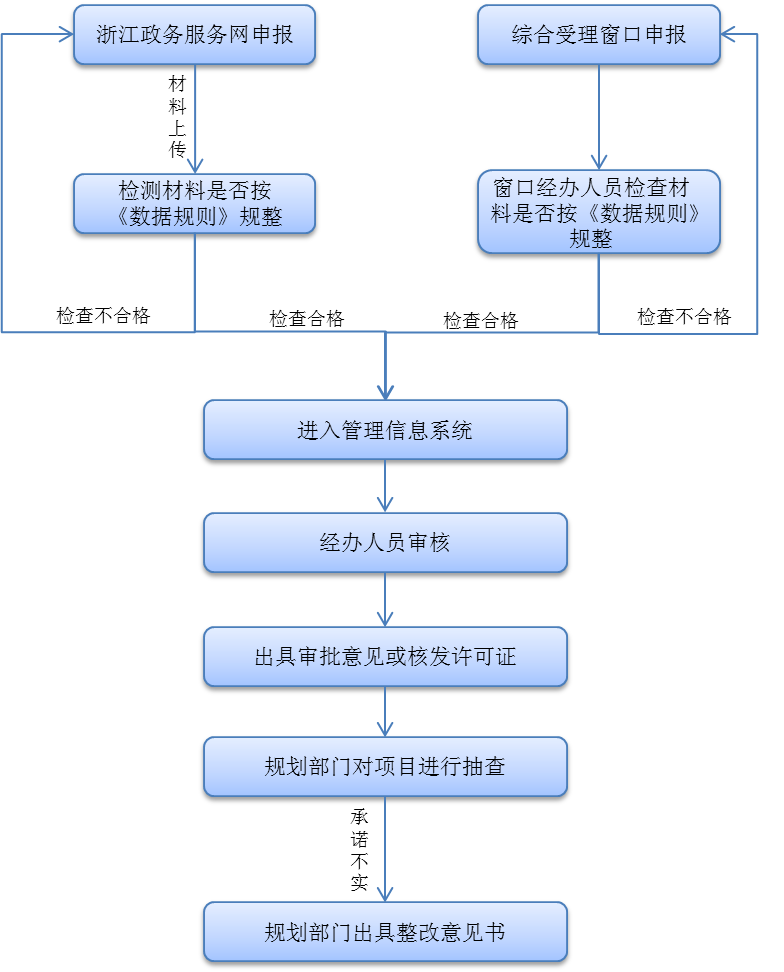 浙江政务服务网申报
综合受理窗口申报
材料上传
检测材料是否按
《数据规则》规整
窗口经办人员检查材
料是否按《数据规则》
规整
检查不合格
检查合格
检查合格
检查不合格
进入管理信息系统
经办人员审核
出具审批意见或核发许可证
规划部门对项目进行抽查
承诺不实
规划部门出具整改意见书